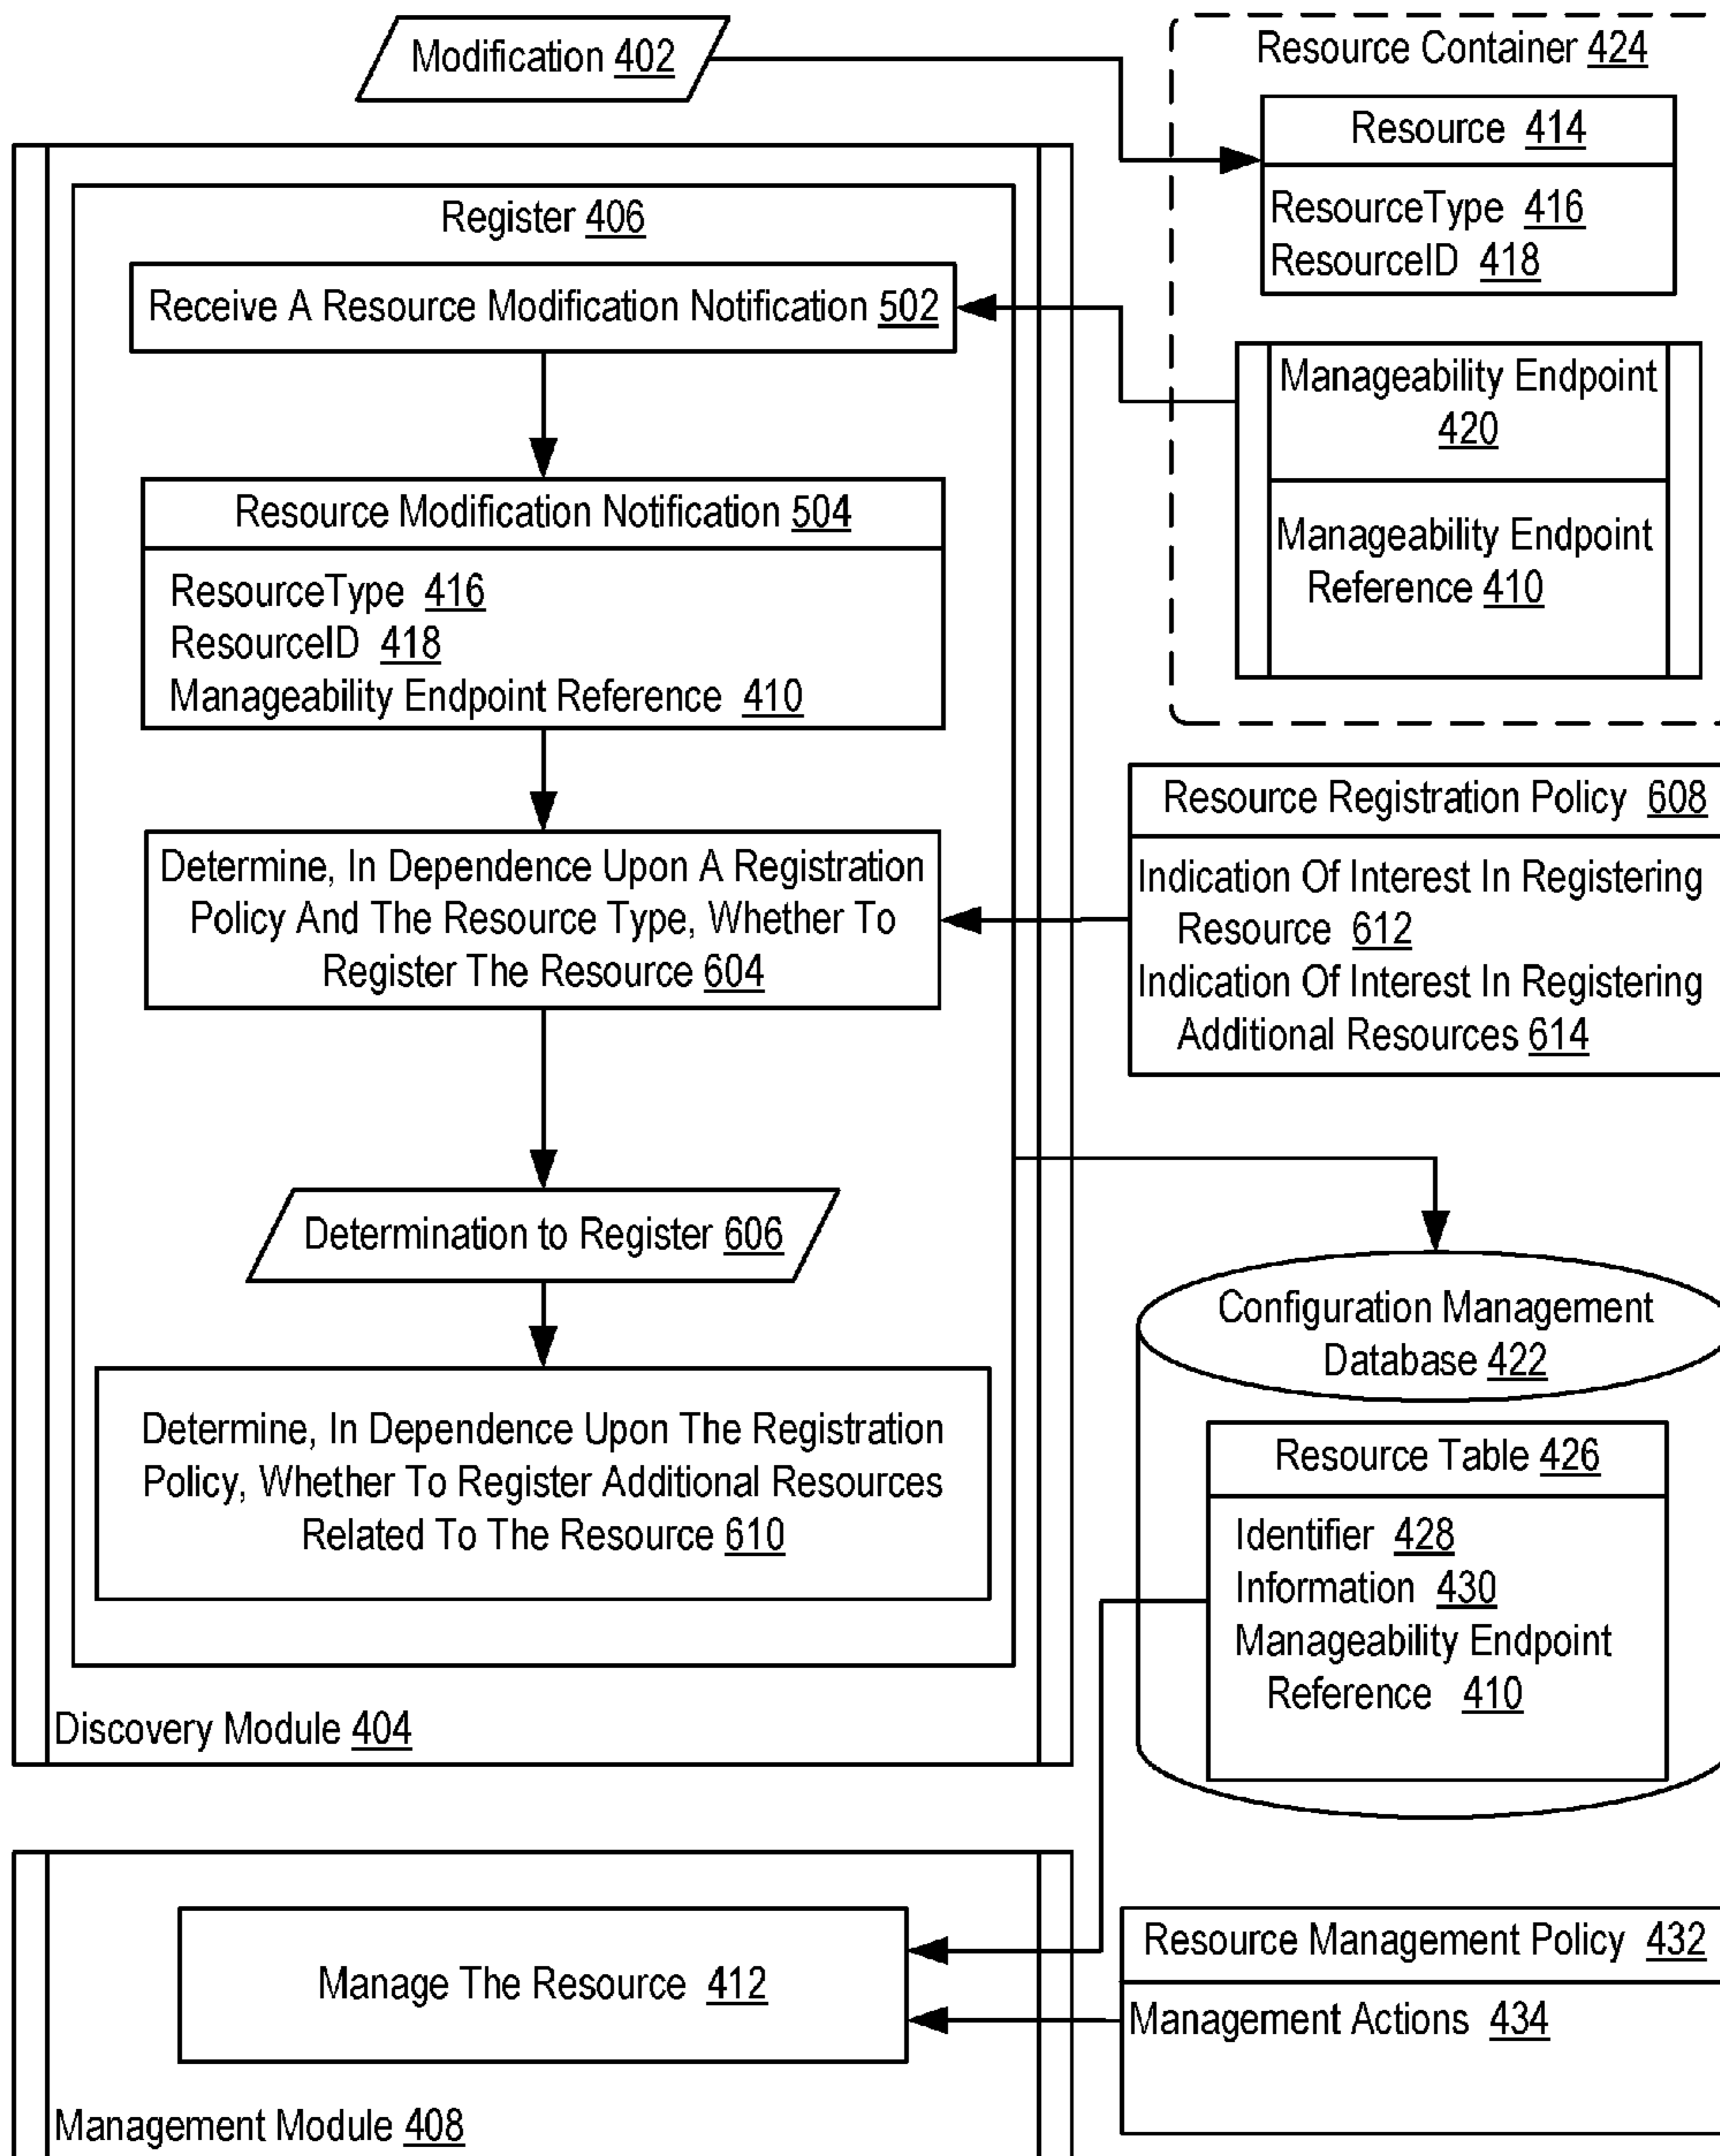 Modification 402
Resource Container 424
Resource 414
ResourceType 416
ResourceID 418
Register 406
Receive A Resource Modification Notification 502
Manageability Endpoint
420
Manageability Endpoint
Reference 410
Resource Modification Notification 504
ResourceType 416
ResourceID 418
Manageability Endpoint Reference 410
Resource Registration Policy 608
Indication Of Interest In Registering
Resource 612
Indication Of Interest In Registering
Additional Resources 614
Determine, In Dependence Upon A Registration
Policy And The Resource Type, Whether To
Register The Resource 604
Determination to Register 606
Determine, In Dependence Upon The Registration
Policy, Whether To Register Additional Resources
Related To The Resource 610
Discovery Module 404
Configuration Management
Database 422
Resource Table 426
Identifier 428
Information 430
Manageability Endpoint
Reference 410
Manage The Resource 412
Resource Management Policy 432
Management Actions 434
Management Module 408